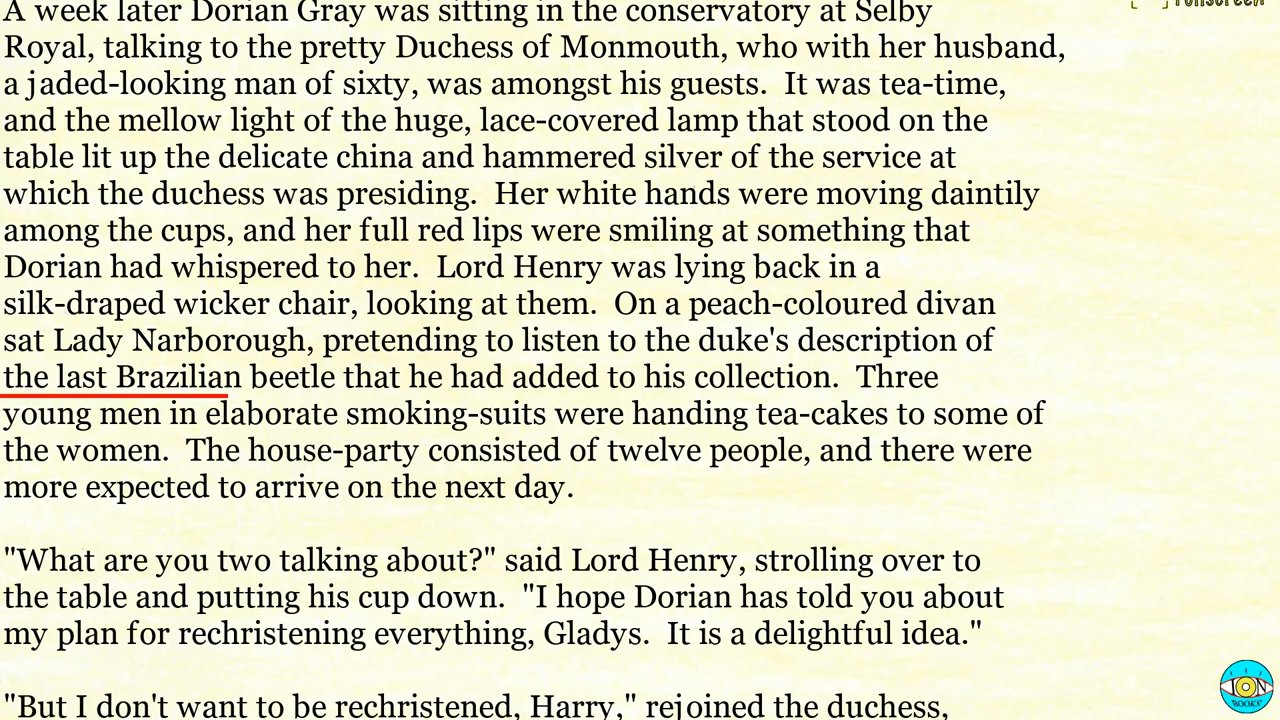 A week later Dorian Gray was sitting in the conservatory at Selby
Royal, talking to the pretty Duchess of Monmouth, who with her husband,
a jaded-looking man of sixty, was amongst his guests.  It was tea-time,
and the mellow light of the huge, lace-covered lamp that stood on the
table lit up the delicate china and hammered silver of the service at
which the duchess was presiding.  Her white hands were moving daintily
among the cups, and her full red lips were smiling at something that
Dorian had whispered to her.  Lord Henry was lying back in a
silk-draped wicker chair, looking at them.  On a peach-coloured divan
sat Lady Narborough, pretending to listen to the duke's description of
the last Brazilian beetle that he had added to his collection.  Three
young men in elaborate smoking-suits were handing tea-cakes to some of
the women.  The house-party consisted of twelve people, and there were
more expected to arrive on the next day.
"What are you two talking about?" said Lord Henry, strolling over to
the table and putting his cup down.  "I hope Dorian has told you about
my plan for rechristening everything, Gladys.  It is a delightful idea."
"But I don't want to be rechristened, Harry," rejoined the duchess,
ION
BOOKS